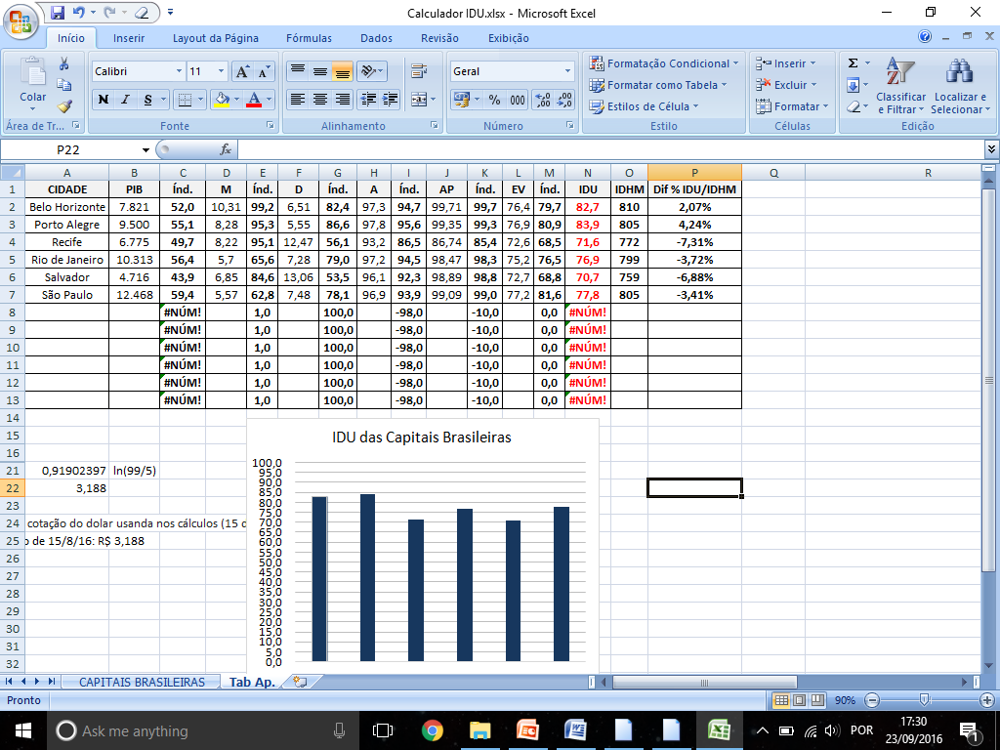 Calculador IDU.xlsx - Microsoft Excel
Início Inserir Layout da Página Fórmulas Dados Revisão Exibição
Colar
Calibri 11
N I S
Geral
% 000
Formatação Condicional
Formatar como Tabela
Estilos de Célula
Inserir
Excluir
Formatar
Σ
Classificar e Filtrar
Localizar e Selecionar
Área de Tr... Fonte Alinhamento Número Estilo Células Edição
P22 fx
A B C D E F G H I J K L M N O P Q R
1 CIDADE PIB Índ. M Índ. D Índ. A Índ. AP Índ. EV Índ. IDU IDHM Dif % IDU/IDHM
2 Belo Horizonte 7.821 52,0 10,31 99,2 6,51 82,4 97,3 94,7 99,71 99,7 76,4 79,7 82,7 810 2,07%
3 Porto Alegre 9.500 55,1 8,28 95,3 5,55 86,6 97,8 95,6 99,35 99,3 76,9 80,9 83,9 805 4,24%
4 Recife 6.775 49,7 8,22 95,1 12,47 56,1 93,2 86,5 86,74 85,4 72,6 68,5 71,6 772 -7,31%
5 Rio de Janeiro 10.313 56,4 5,7 65,6 7,28 79,0 97,2 94,5 98,47 98,3 75,2 76,5 76,9 799 -3,72%
6 Salvador 4.716 43,9 6,85 84,6 13,06 53,5 96,1 92,3 98,89 98,8 72,7 68,8 70,7 759 -6,88%
7 São Paulo 12.468 59,4 5,57 62,8 7,48 78,1 96,9 93,9 99,09 99,0 77,2 81,6 77,8 805 -3,41%
8 #NÚM! 1,0 100,0 -98,0 -10,0 0,0 #NÚM!
9 #NÚM! 1,0 100,0 -98,0 -10,0 0,0 #NÚM!
10 #NÚM! 1,0 100,0 -98,0 -10,0 0,0 #NÚM!
11 #NÚM! 1,0 100,0 -98,0 -10,0 0,0 #NÚM!
12 #NÚM! 1,0 100,0 -98,0 -10,0 0,0 #NÚM!
13 #NÚM! 1,0 100,0 -98,0 -10,0 0,0 #NÚM!
14
15
16
21 0,91902397 ln(99/5)
22 3,188
23
24 cotação do dolar usanda nos cálculos (15 d
25 o de 15/8/16: R$ 3,188
26
27
28
29
30
31
32
IDU das Capitais Brasileiras
100,0
95,0
90,0
85,0
80,0
75,0
70,0
65,0
60,0
55,0
50,0
45,0
40,0
35,0
30,0
25,0
20,0
15,0
10,0
5,0
0,0
CAPITAIS BRASILEIRAS Tab Ap.
Pronto 90%
Ask me anything
POR
17:30
23/09/2016
1